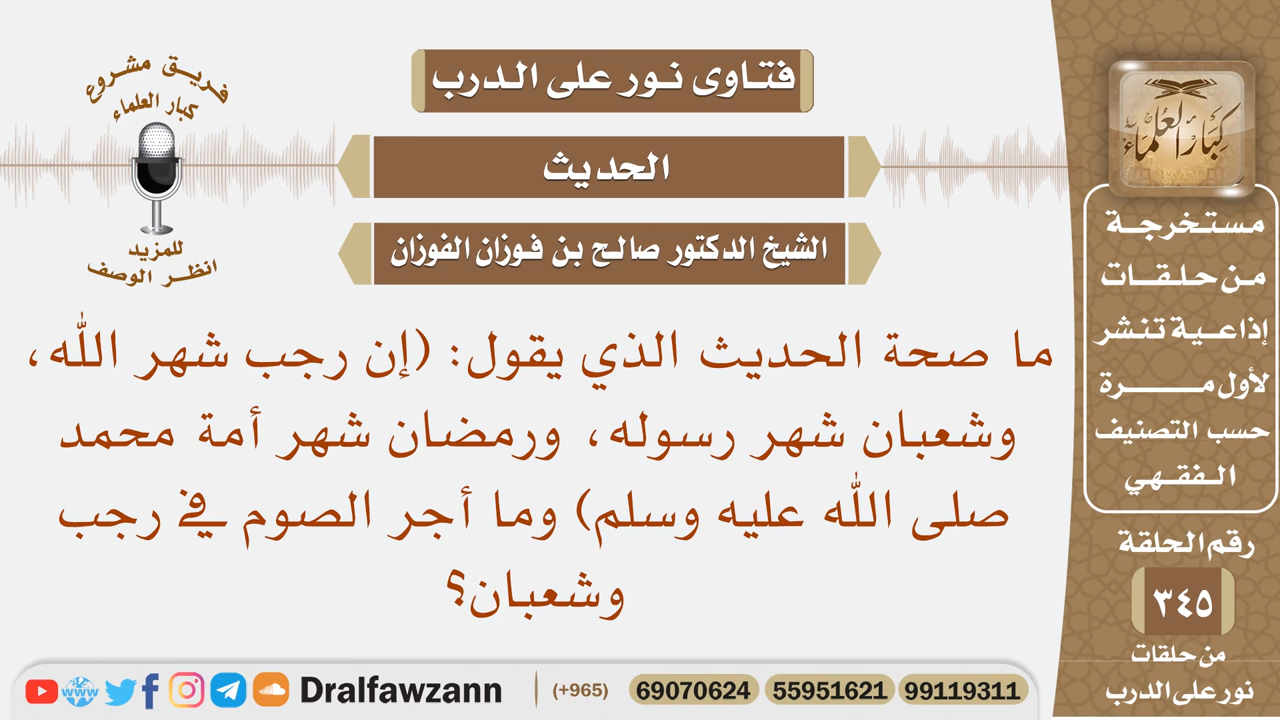 فتاوى نور على الدرب
الحديث
الشيخ الدكتور صالح بن فوزان الفوزان
فريق مشروع
كبار العلماء
للمزيد
انظر الوصف
ما صحة الحديث الذي يقول: (إن رجب شهر الله،
وشعبان شهر رسوله، ورمضان شهر أمة محمد
صلى الله عليه وسلم) وما أجر الصوم في رجب
وشعبان؟
كبار العلماء
مستخرجة
من حلقات
إذاعية تنشر
لأول مرة
حسب التصنيف
الفقهي
رقم الحلقة
٣٤٥
من حلقات
نور على الدرب
www Dralfawzann (+965) 69070624 55951621 99119311